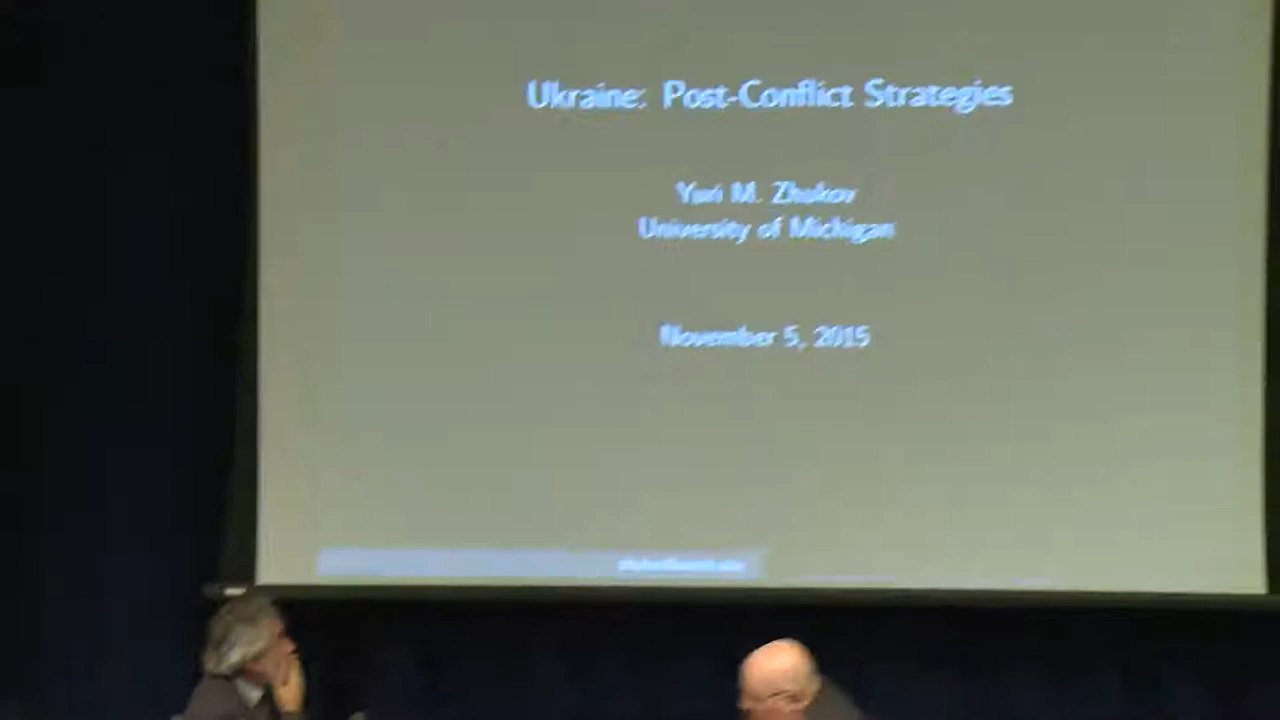 Ukraine: Post-Conflict Strategies
Yuri M. Zhukov
University of Michigan
November 5, 2015